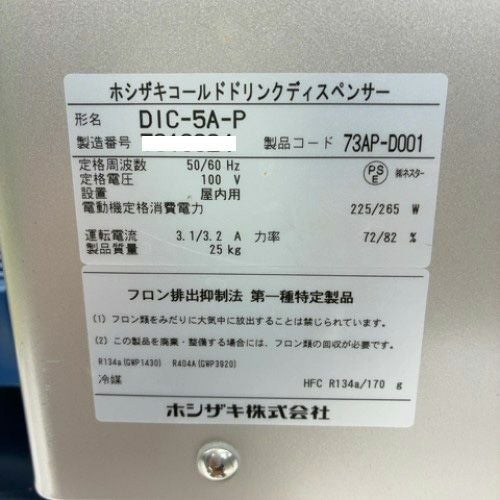 ホシザキコールドドリンクディスペンサー
形名 DIC-5A-P
製造番号 製品コード 73AP-D001
定格周波数 50/60 Hz
定格電圧 100 V
設置 屋内用
PSE ㈱ネスター
電動機定格消費電力 225/265 W
運転電流 3.1/3.2 A 力率 72/82 %
製品質量 25 kg
フロン排出抑制法 第一種特定製品
(1) フロン類をみだりに大気中に放出することは禁じられています。
(2) この製品を廃棄・整備する場合には、フロン類の回収が必要です。
R134a(GWP1430) R404A(GWP3920)
冷媒 HFC R134a/170 g
ホシザキ株式会社